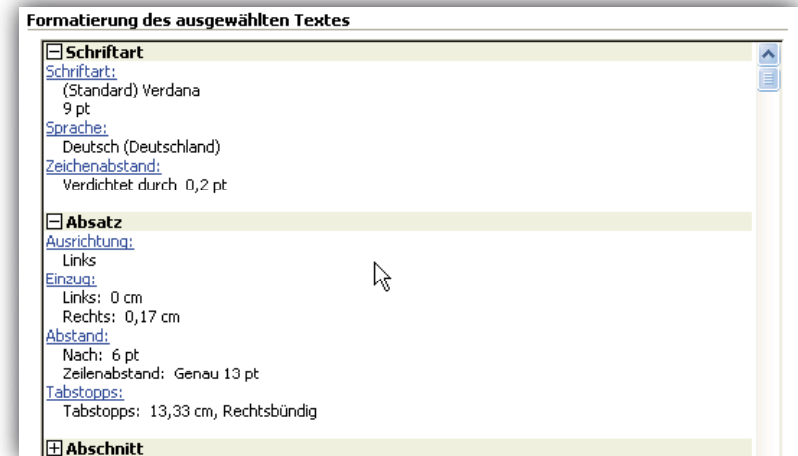 Formatierung des ausgewählten Textes
Schriftart
Schriftart:
(Standard) Verdana
9 pt
Sprache:
Deutsch (Deutschland)
Zeichenabstand:
Verdichtet durch 0,2 pt
Absatz
Ausrichtung:
Links
Einzug:
Links: 0 cm
Rechts: 0,17 cm
Abstand:
Nach: 6 pt
Zeilenabstand: Genau 13 pt
Tabstopps:
Tabstopps: 13,33 cm, Rechtsbündig
Abschnitt